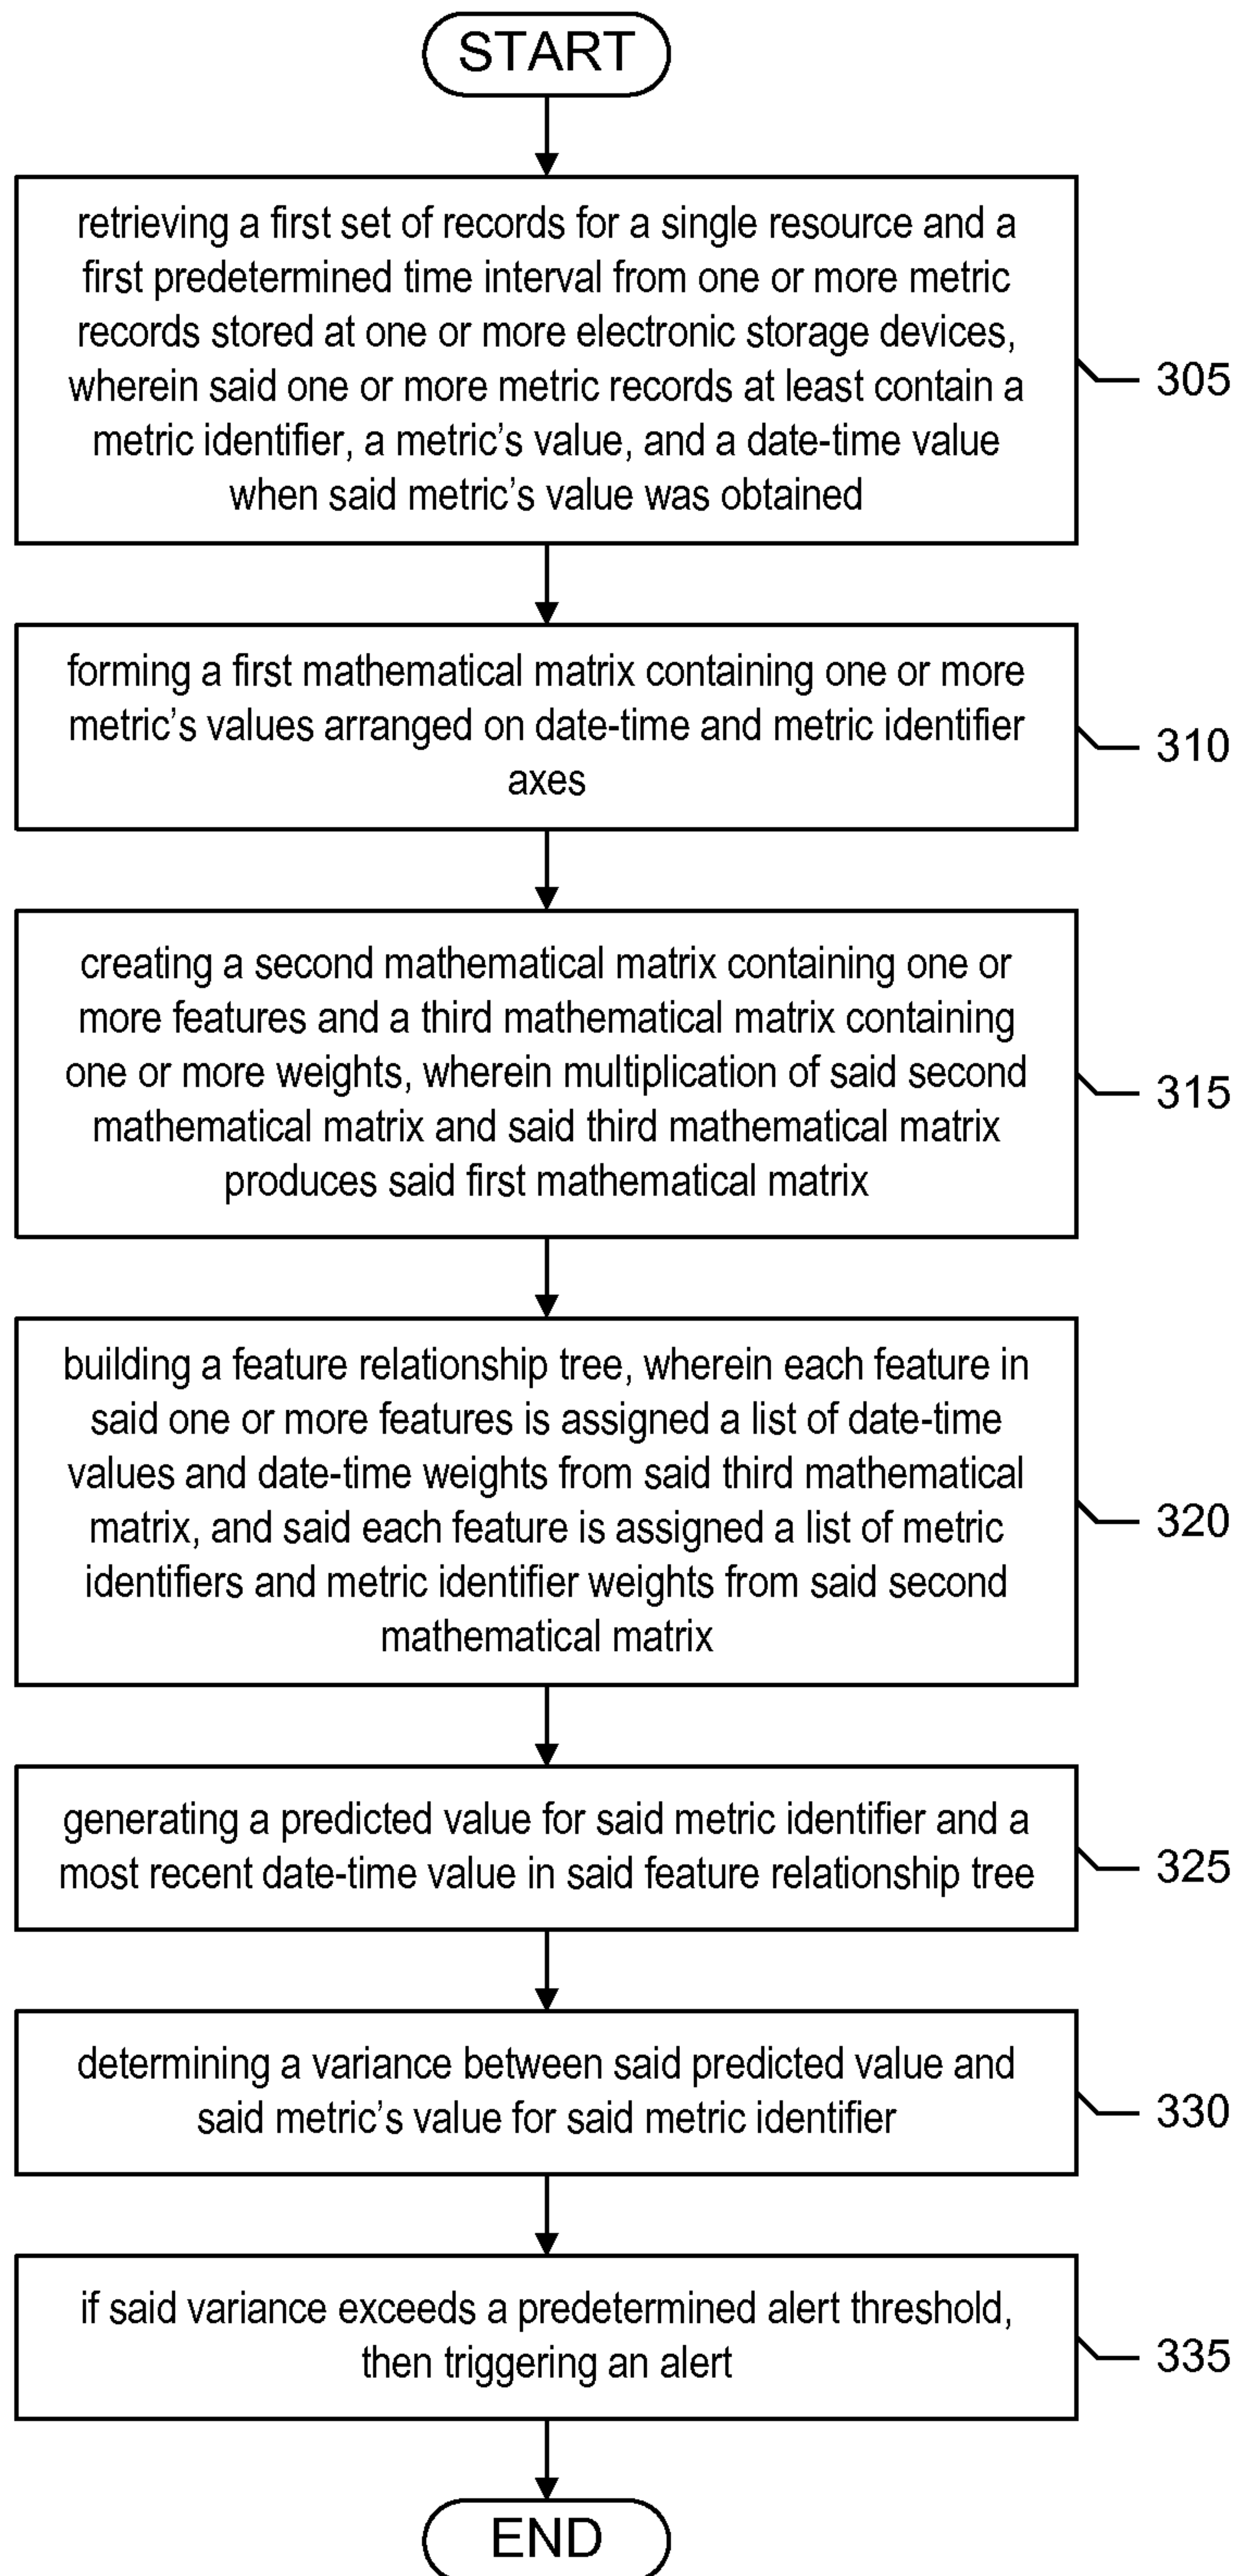 START
retrieving a first set of records for a single resource and a
first predetermined time interval from one or more metric
records stored at one or more electronic storage devices,
wherein said one or more metric records at least contain a
metric identifier, a metric’s value, and a date-time value
when said metric’s value was obtained
305
forming a first mathematical matrix containing one or more
metric’s values arranged on date-time and metric identifier
axes
310
creating a second mathematical matrix containing one or
more features and a third mathematical matrix containing
one or more weights, wherein multiplication of said second
mathematical matrix and said third mathematical matrix
produces said first mathematical matrix
315
building a feature relationship tree, wherein each feature in
said one or more features is assigned a list of date-time
values and date-time weights from said third mathematical
matrix, and said each feature is assigned a list of metric
identifiers and metric identifier weights from said second
mathematical matrix
320
generating a predicted value for said metric identifier and a
most recent date-time value in said feature relationship tree
325
determining a variance between said predicted value and
said metric’s value for said metric identifier
330
if said variance exceeds a predetermined alert threshold,
then triggering an alert
335
END